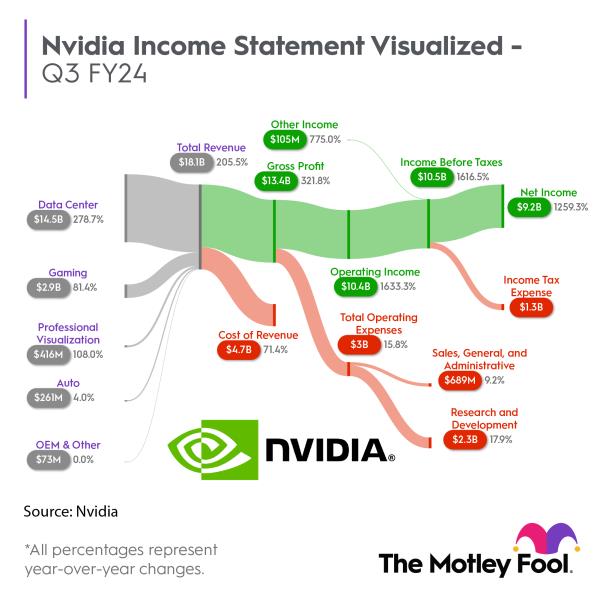 Nvidia Income Statement Visualized -
Q3 FY24
Other Income
$105M 775.0%
Total Revenue
$18.1B 205.5%
Gross Profit
$13.4B 321.8%
Income Before Taxes
$10.5B 1616.5%
Net Income
$9.2B 1259.3%
Data Center
$14.5B 278.7%
Gaming
$2.9B 81.4%
Operating Income
$10.4B 1633.3%
Income Tax
Expense
$1.3B
Professional
Visualization
$416M 108.0%
Cost of Revenue
$4.7B 71.4%
Total Operating
Expenses
$3B 15.8%
Auto
$261M 4.0%
Sales, General, and
Administrative
$689M 9.2%
OEM & Other
$73M 0.0%
Research and
Development
$2.3B 17.9%
NVIDIA®
Source: Nvidia
*All percentages represent
year-over-year changes.
The Motley Fool.